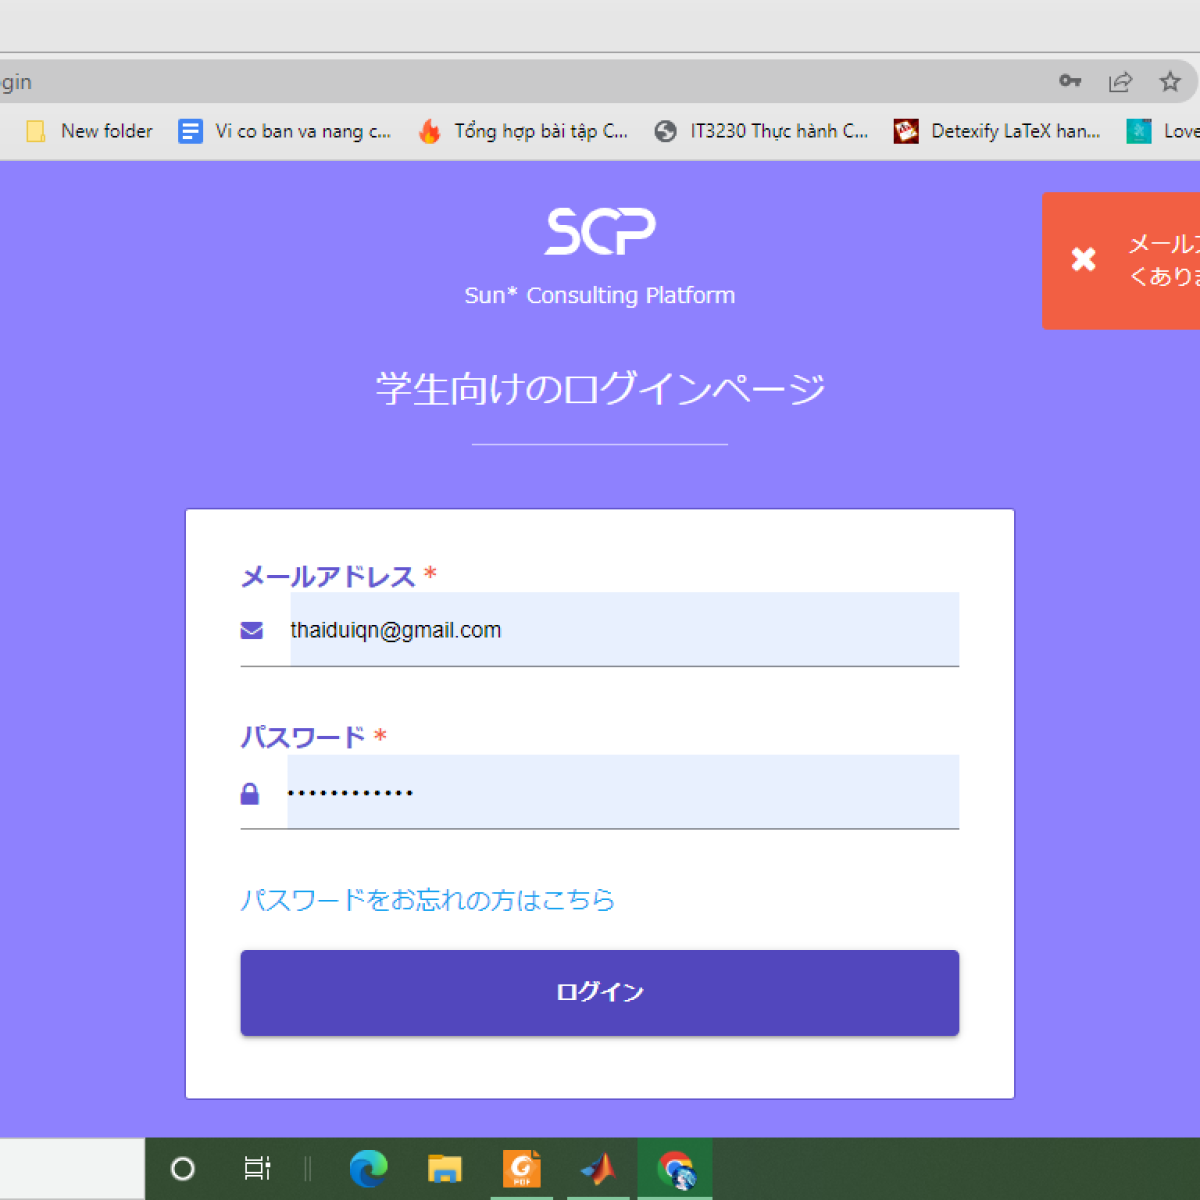 gin
New folder
Vi co ban va nang c...
Tổng hợp bài tập C...
IT3230 Thực hành C...
Detexify LaTeX han...
Love
SCP
Sun* Consulting Platform
メール
くありま
学生向けのログインページ
メールアドレス *
thaiduiqn@gmail.com
パスワード *
••••••••••••
パスワードをお忘れの方はこちら
ログイン
PDF